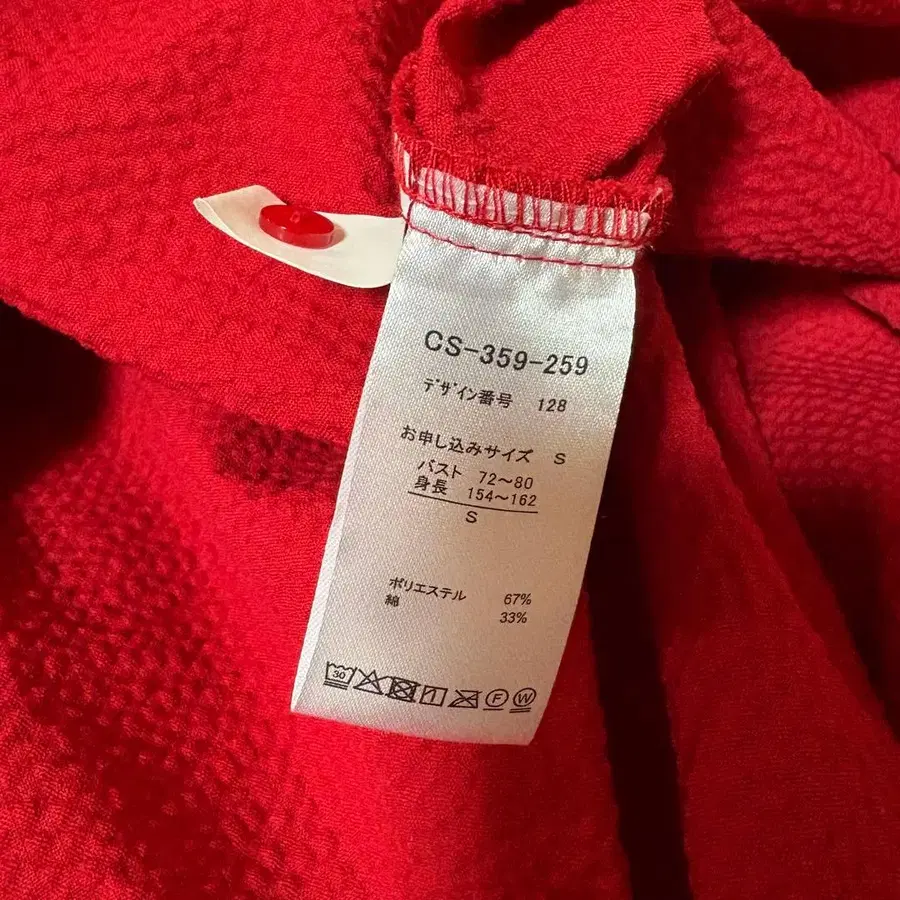 CS-359-259
デザイン番号 128
お申し込みサイズ S
バスト 72～80
身長 154～162
S
ポリエステル 67%
綿 33%
30
F W